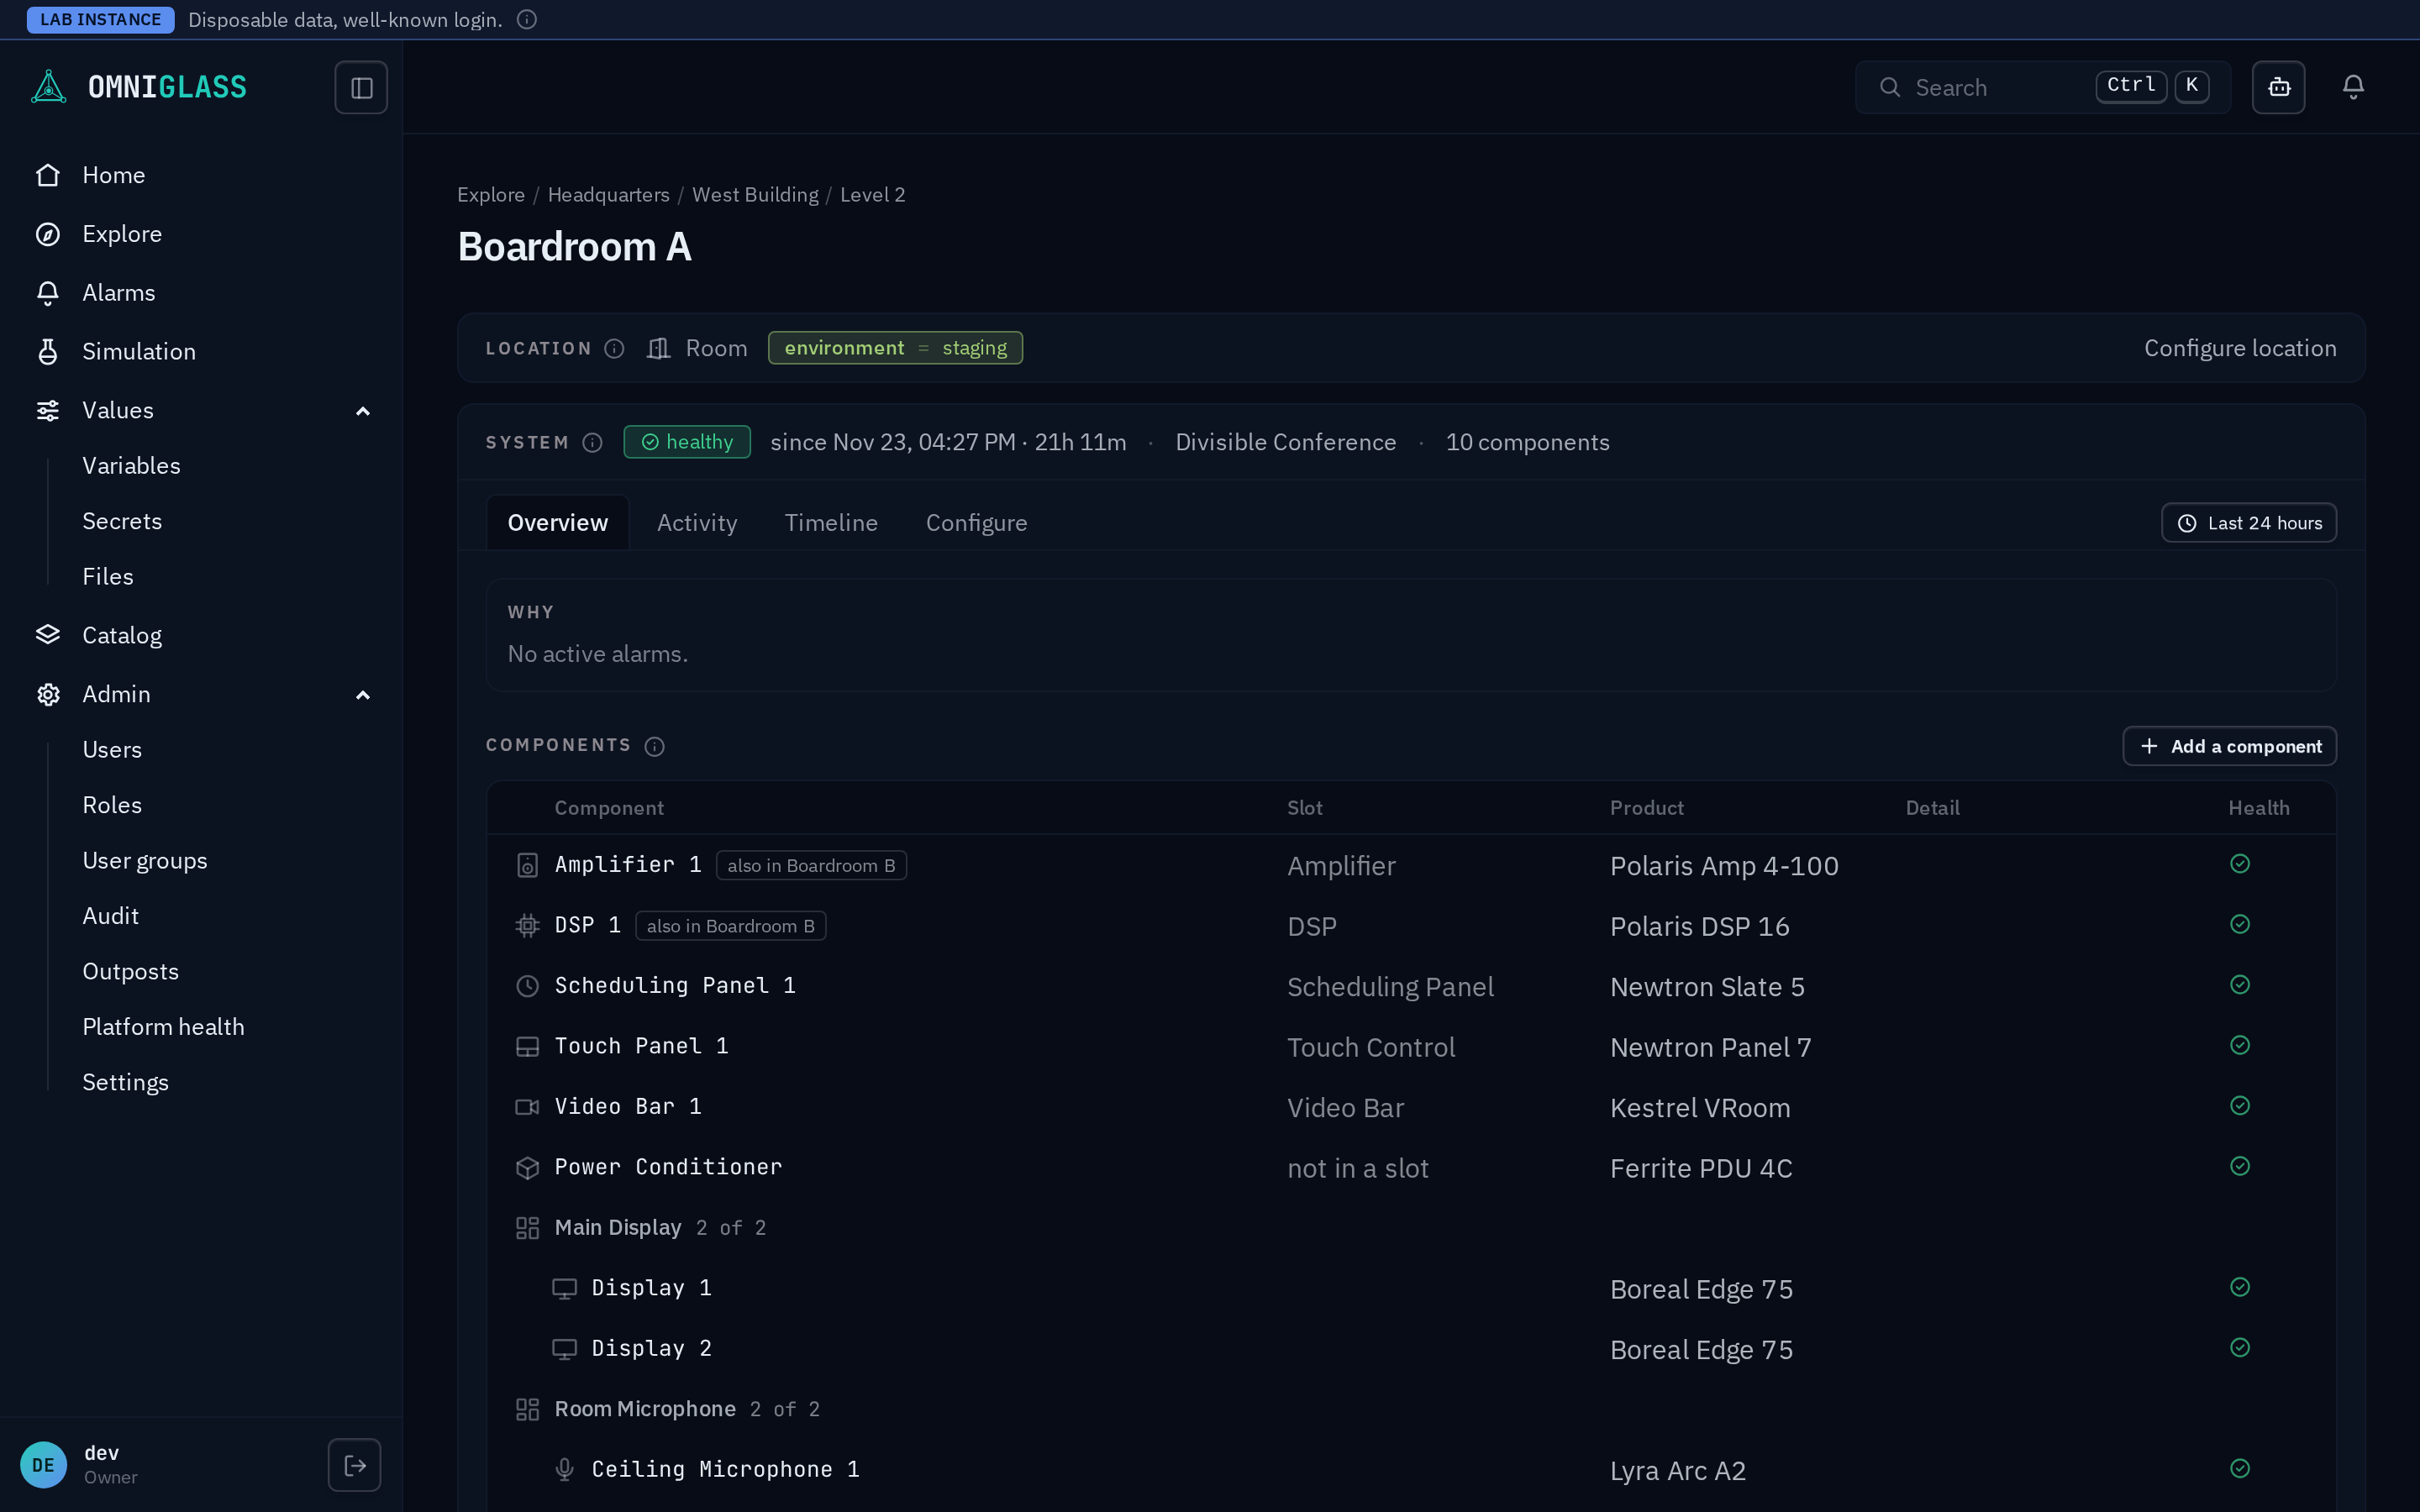 LAB INSTANCE Disposable data, well-known login.
OMNIGLASS
Search Ctrl K
Home
Explore
Alarms
Simulation
Values
Variables
Secrets
Files
Catalog
Admin
Users
Roles
User groups
Audit
Outposts
Platform health
Settings
DE dev
Owner
Explore / Headquarters / West Building / Level 2
Boardroom A
LOCATION Room environment = staging Configure location
SYSTEM healthy since Nov 23, 04:27 PM · 21h 11m · Divisible Conference · 10 components
Overview Activity Timeline Configure Last 24 hours
WHY
No active alarms.
COMPONENTS Add a component
Component Slot Product Detail Health
Amplifier 1 also in Boardroom B Amplifier Polaris Amp 4-100
DSP 1 also in Boardroom B DSP Polaris DSP 16
Scheduling Panel 1 Scheduling Panel Newtron Slate 5
Touch Panel 1 Touch Control Newtron Panel 7
Video Bar 1 Video Bar Kestrel VRoom
Power Conditioner not in a slot Ferrite PDU 4C
Main Display 2 of 2
Display 1 Boreal Edge 75
Display 2 Boreal Edge 75
Room Microphone 2 of 2
Ceiling Microphone 1 Lyra Arc A2